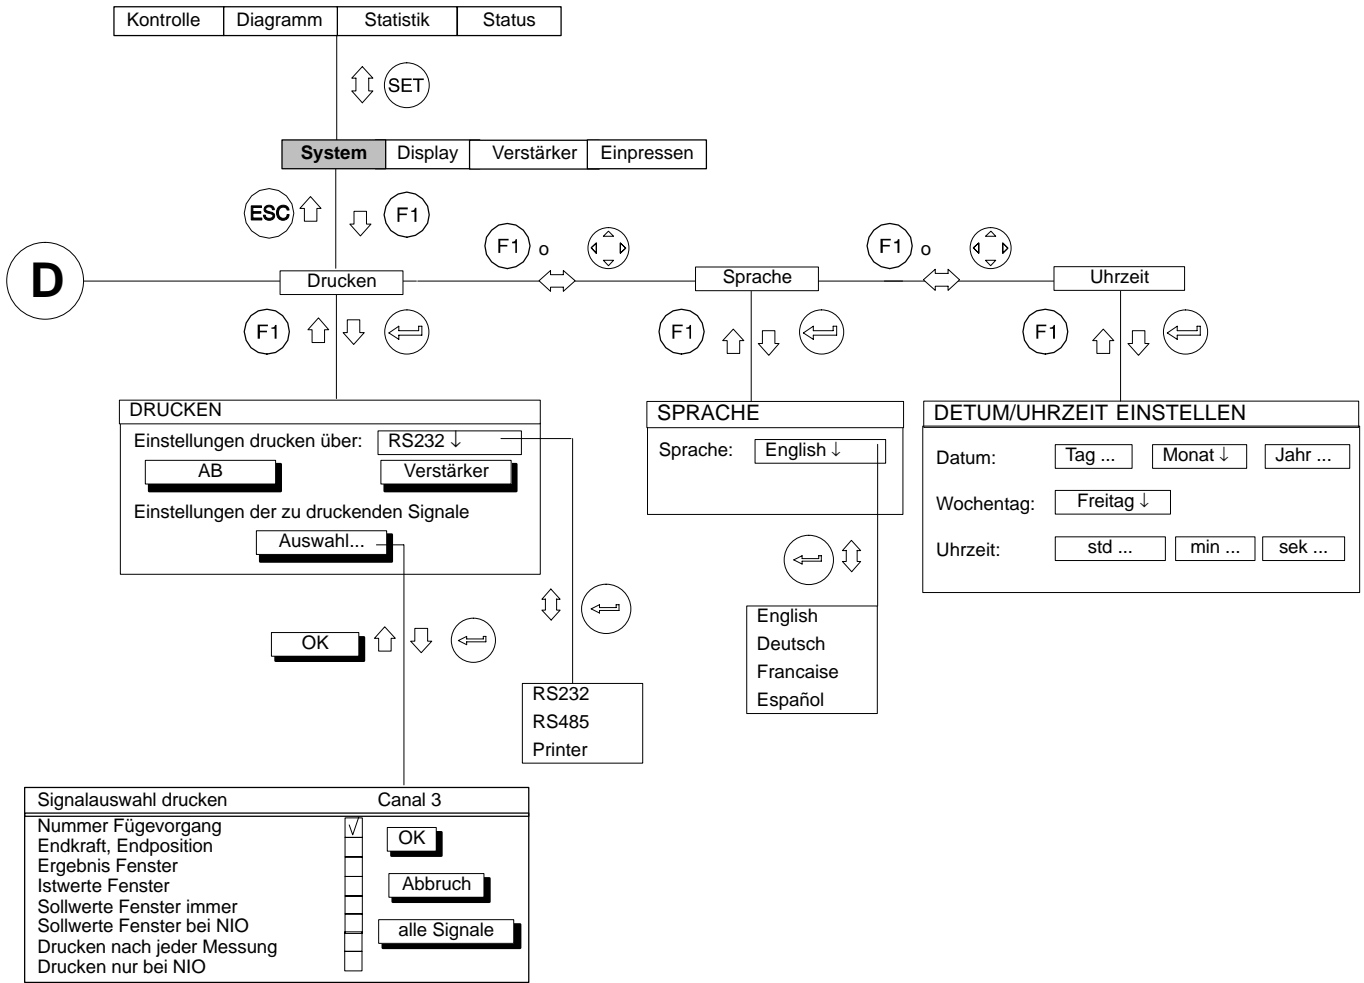 Kontrolle Diagramm Statistik Status
SET
System Display Verstärker Einpressen
ESC F1
F1 o F1 o
D Drucken Sprache Uhrzeit
F1 F1 F1
DRUCKEN
Einstellungen drucken über: RS232 ↓
AB Verstärker
Einstellungen der zu druckenden Signale
Auswahl...
OK
RS232
RS485
Printer
SPRACHE
Sprache: English ↓
English
Deutsch
Francaise
Español
DETUM/UHRZEIT EINSTELLEN
Datum: Tag ... Monat ↓ Jahr ...
Wochentag: Freitag ↓
Uhrzeit: std ... min ... sek ...
Signalauswahl drucken Canal 3
Nummer Fügevorgang √
Endkraft, Endposition
Ergebnis Fenster
Istwerte Fenster
Sollwerte Fenster immer
Sollwerte Fenster bei NIO
Drucken nach jeder Messung
Drucken nur bei NIO
OK
Abbruch
alle Signale